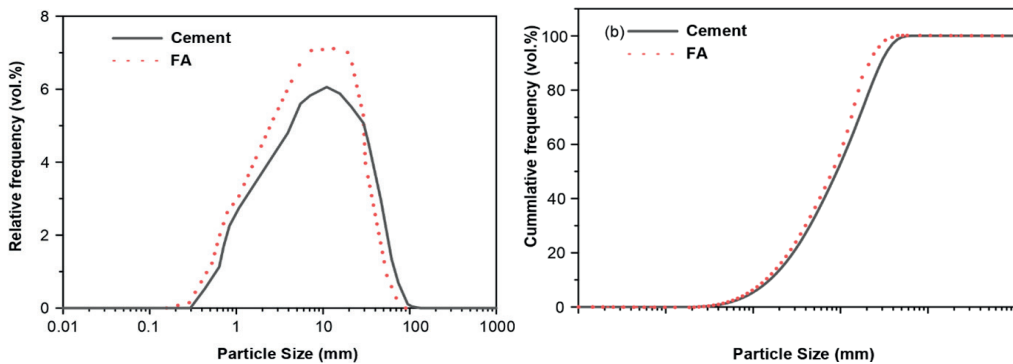 Relative frequency (vol.%)
8
6
4
2
0
Cement
FA
0.01 0.1 1 10 100 1000
Particle Size (mm)
Cummlative frequency (vol.%)
100
80
60
40
20
0
(b)
Cement
FA
Particle Size (mm)